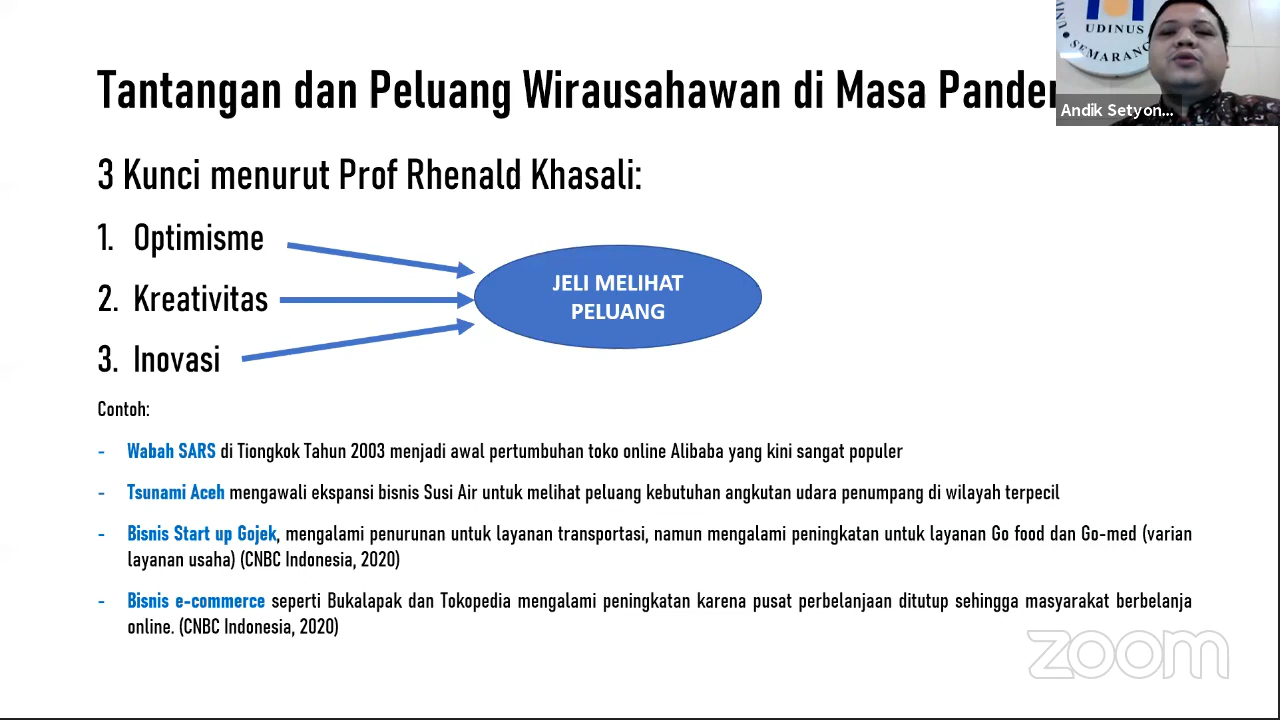 Tantangan dan Peluang Wirausahawan di Masa
UDINUS
SEMARANG
Andik Setyon...
3 Kunci menurut Prof Rhenald Khasali:
1. Optimisme
2. Kreativitas
3. Inovasi
JELI MELIHAT
PELUANG
Contoh:
- Wabah SARS di Tiongkok Tahun 2003 menjadi awal pertumbuhan toko online Alibaba yang kini sangat populer
- Tsunami Aceh mengawali ekspansi bisnis Susi Air untuk melihat peluang kebutuhan angkutan udara penumpang di wilayah terpecil
- Bisnis Start up Gojek, mengalami penurunan untuk layanan transportasi, namun mengalami peningkatan untuk layanan Go food dan Go-med (varian
layanan usaha) (CNBC Indonesia, 2020)
- Bisnis e-commerce seperti Bukalapak dan Tokopedia mengalami peningkatan karena pusat perbelanjaan ditutup sehingga masyarakat berbelanja
online. (CNBC Indonesia, 2020)
zoom